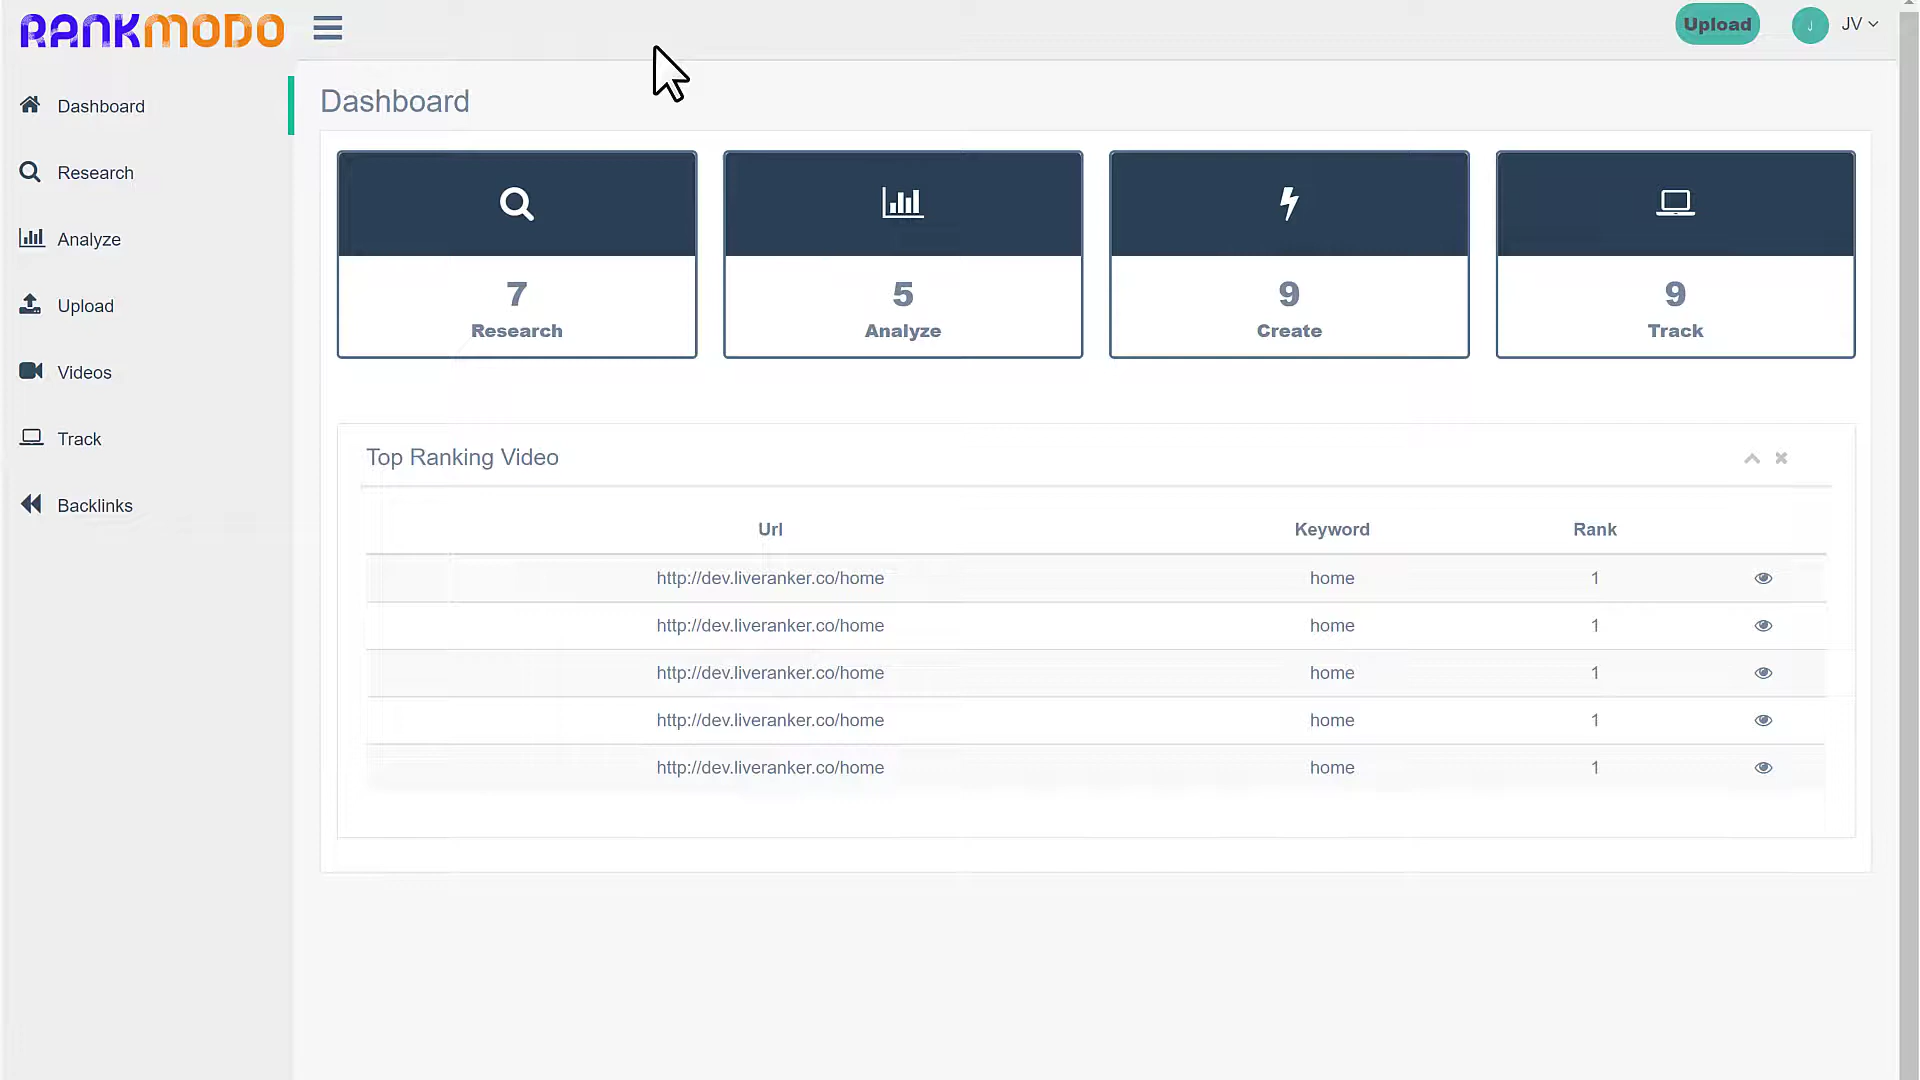 RANKMODO
Upload
J
JV
Dashboard
Research
Analyze
Upload
Videos
Track
Backlinks
Dashboard
7
Research
5
Analyze
9
Create
9
Track
Top Ranking Video
Url Keyword Rank
http://dev.liveranker.co/home home 1
http://dev.liveranker.co/home home 1
http://dev.liveranker.co/home home 1
http://dev.liveranker.co/home home 1
http://dev.liveranker.co/home home 1